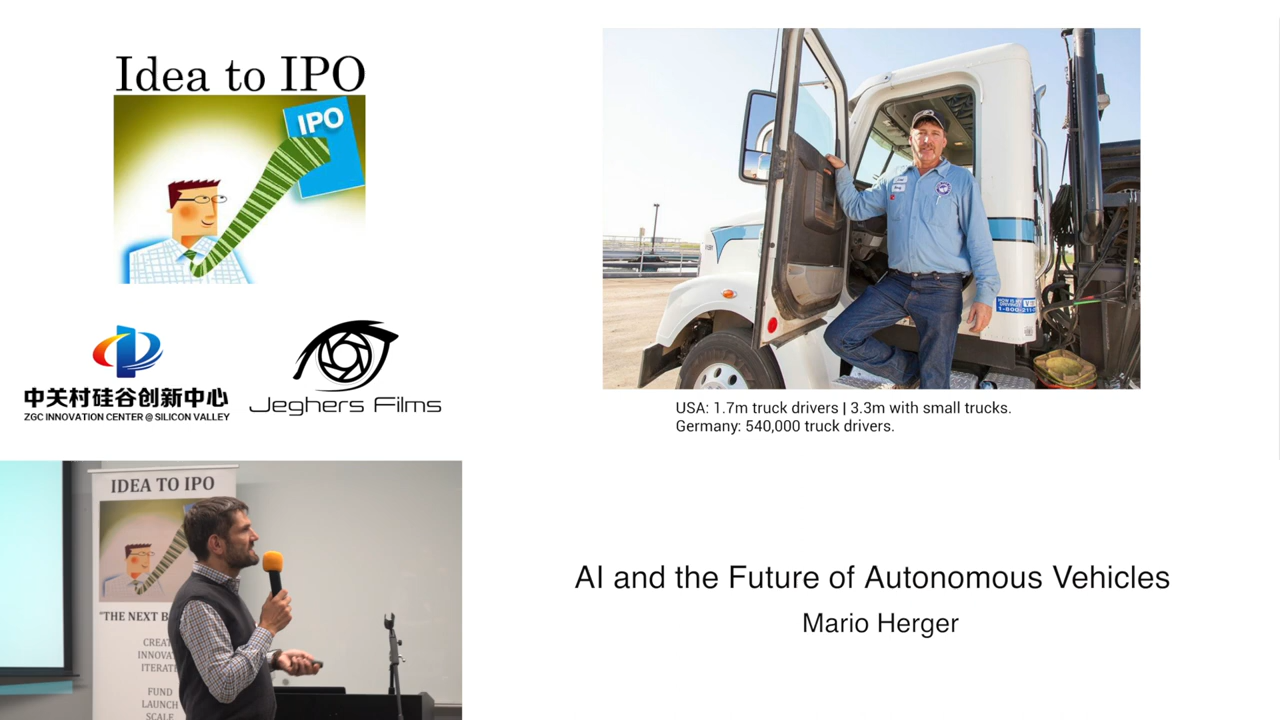 Idea to IPO
IPO
中关村硅谷创新中心
ZGC INNOVATION CENTER @ SILICON VALLEY
Jeghers Films
USA: 1.7m truck drivers | 3.3m with small trucks.
Germany: 540,000 truck drivers.
IDEA TO IPO
"THE NEXT B
CREAT
INNOVA
ITERAT
FUND
LAUNCH
SCALE
AI and the Future of Autonomous Vehicles
Mario Herger